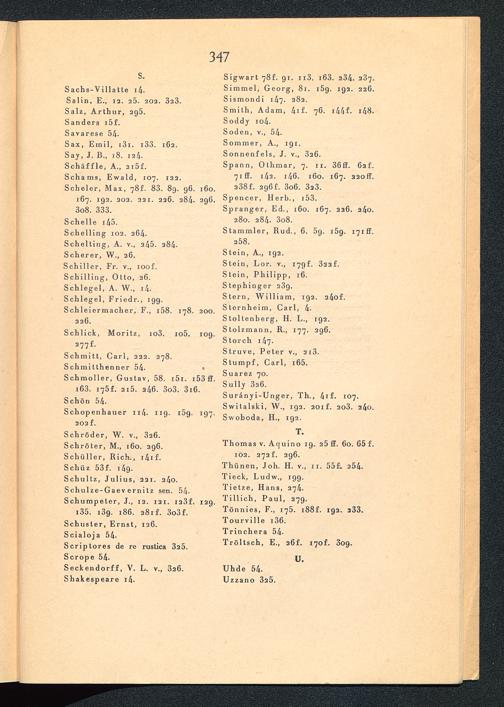 347
S.
Sachs-Villatte 14.
Salin, E., 12. 25. 202. 323.
Salz, Arthur, 295.
Sanders 15f.
Savarese 54.
Sax, Emil, 131. 133. 162.
Say, J. B., 18. 124.
Schäffle, A., 215f.
Schams, Ewald, 107. 122.
Scheler, Max, 78f. 83. 89. 96. 160.
167. 192. 202. 221. 226. 284. 296.
308. 333.
Schelle 145.
Schelling 102. 264.
Schelting, A. v., 245. 284.
Scherer, W., 26.
Schiller, Fr. v., 100f.
Schilling, Otto, 26.
Schlegel, A. W., 14.
Schlegel, Friedr., 199.
Schleiermacher, F., 158. 178. 200.
226.
Schlick, Moritz, 103. 105. 109.
277f.
Schmitt, Carl, 222. 278.
Schmitthenner 54.
Schmoller, Gustav, 58. 151. 153ff.
163. 175f. 215. 246. 303. 316.
Schön 54.
Schopenhauer 114. 119. 159. 197.
202f.
Schröder, W. v., 326.
Schröter, M., 160. 296.
Schüller, Rich., 141f.
Schüz 53f. 149.
Schultz, Julius, 221. 240.
Schulze-Gaevernitz sen. 54.
Schumpeter, J., 12. 121. 123f. 129.
135. 139. 186. 281f. 303f.
Schuster, Ernst, 126.
Scialoja 54.
Scriptores de re rustica 325.
Scrope 54.
Seckendorff, V. L. v., 326.
Shakespeare 14.
Sigwart 78f. 91. 113. 163. 234. 237.
Simmel, Georg, 81. 159. 192. 226.
Sismondi 147. 282.
Smith, Adam, 41f. 76. 144f. 148.
Soddy 104.
Soden, v., 54.
Sommer, A., 191.
Sonnenfels, J. v., 326.
Spann, Othmar, 7. 11. 36ff. 62f.
71ff. 142. 146. 160. 167. 220ff.
238f. 296f. 306. 323.
Spencer, Herb., 153.
Spranger, Ed., 160. 167. 226. 240.
280. 284. 308.
Stammler, Rud., 6. 59. 159. 171ff.
258.
Stein, A., 192.
Stein, Lor. v., 179f. 322f.
Stein, Philipp, 16.
Stephinger 239.
Stern, William, 192. 240f.
Sternheim, Carl, 4.
Stoltenberg, H. L., 192.
Stolzmann, R., 177. 296.
Storch 147.
Struve, Peter v., 213.
Stumpf, Carl, 165.
Suarez 70.
Sully 326.
Surányi-Unger, Th., 41f. 107.
Switalski, W., 192. 201f. 203. 240.
Swoboda, H., 192.
T.
Thomas v. Aquino 19. 25ff. 60. 65f.
102. 272f. 296.
Thünen, Joh. H. v., 11. 55f. 254.
Tieck, Ludw., 199.
Tietze, Hans, 274.
Tillich, Paul, 279.
Tönnies, F., 175. 188f. 192. 233.
Tourville 136.
Trinchera 54.
Tröltsch, E., 26f. 170f. 309.
U.
Uhde 54.
Uzzano 325.